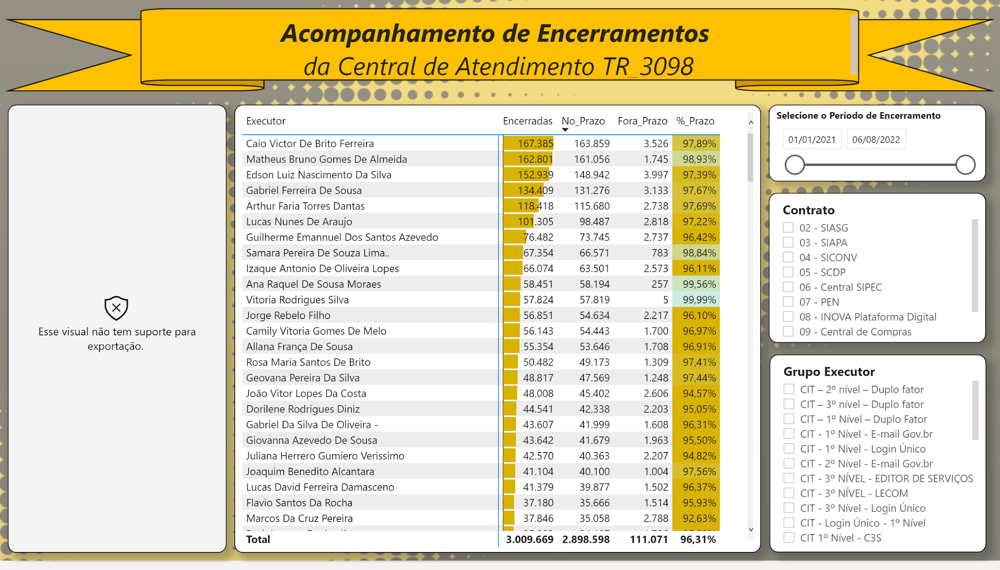 Acompanhamento de Encerramentos
da Central de Atendimento TR_3098
Esse visual não tem suporte para
exportação.
Executor Encerradas No_Prazo Fora_Prazo %_Prazo
Caio Victor De Brito Ferreira 167.385 163.859 3.526 97,89%
Matheus Bruno Gomes De Almeida 162.801 161.056 1.745 98,93%
Edson Luiz Nascimento Da Silva 152.939 148.942 3.997 97,39%
Gabriel Ferreira De Sousa 134.409 131.276 3.133 97,67%
Arthur Faria Torres Dantas 118.418 115.680 2.738 97,69%
Lucas Nunes De Araujo 101.305 98.487 2.818 97,22%
Guilherme Emannuel Dos Santos Azevedo 76.482 73.745 2.737 96,42%
Samara Pereira De Souza Lima.. 67.354 66.571 783 98,84%
Izaque Antonio De Oliveira Lopes 66.074 63.501 2.573 96,11%
Ana Raquel De Sousa Moraes 58.451 58.194 257 99,56%
Vitoria Rodrigues Silva 57.824 57.819 5 99,99%
Jorge Rebelo Filho 56.851 54.634 2.217 96,10%
Camily Vitoria Gomes De Melo 56.143 54.443 1.700 96,97%
Allana França De Sousa 55.354 53.646 1.708 96,91%
Rosa Maria Santos De Brito 50.482 49.173 1.309 97,41%
Geovana Pereira Da Silva 48.817 47.569 1.248 97,44%
João Vitor Lopes Da Costa 48.008 45.402 2.606 94,57%
Dorilene Rodrigues Diniz 44.541 42.338 2.203 95,05%
Gabriel Da Silva De Oliveira - 43.607 41.999 1.608 96,31%
Giovanna Azevedo De Sousa 43.642 41.679 1.963 95,50%
Juliana Herrero Gumiero Verissimo 42.570 40.363 2.207 94,82%
Joaquim Benedito Alcantara 41.104 40.100 1.004 97,56%
Lucas David Ferreira Damasceno 41.379 39.877 1.502 96,37%
Flavio Santos Da Rocha 37.180 35.666 1.514 95,93%
Marcos Da Cruz Pereira 37.846 35.058 2.788 92,63%
Total 3.009.669 2.898.598 111.071 96,31%
Selecione o Período de Encerramento
01/01/2021 06/08/2022
Contrato
02 - SIASG
03 - SIAPA
04 - SICONV
05 - SCDP
06 - Central SIPEC
07 - PEN
08 - INOVA Plataforma Digital
09 - Central de Compras
Grupo Executor
CIT – 2º nível – Duplo fator
CIT – 3º nível – Duplo fator
CIT – 1º Nível – Duplo Fator
CIT - 1º Nível - E-mail Gov.br
CIT - 1º Nível - Login Único
CIT - 2º Nível - E-mail Gov.br
CIT - 3º NÍVEL - EDITOR DE SERVIÇOS
CIT - 3º NÍVEL - LECOM
CIT - 3º Nível - Login Único
CIT - Login Único - 1º Nível
CIT 1º Nível - C3S